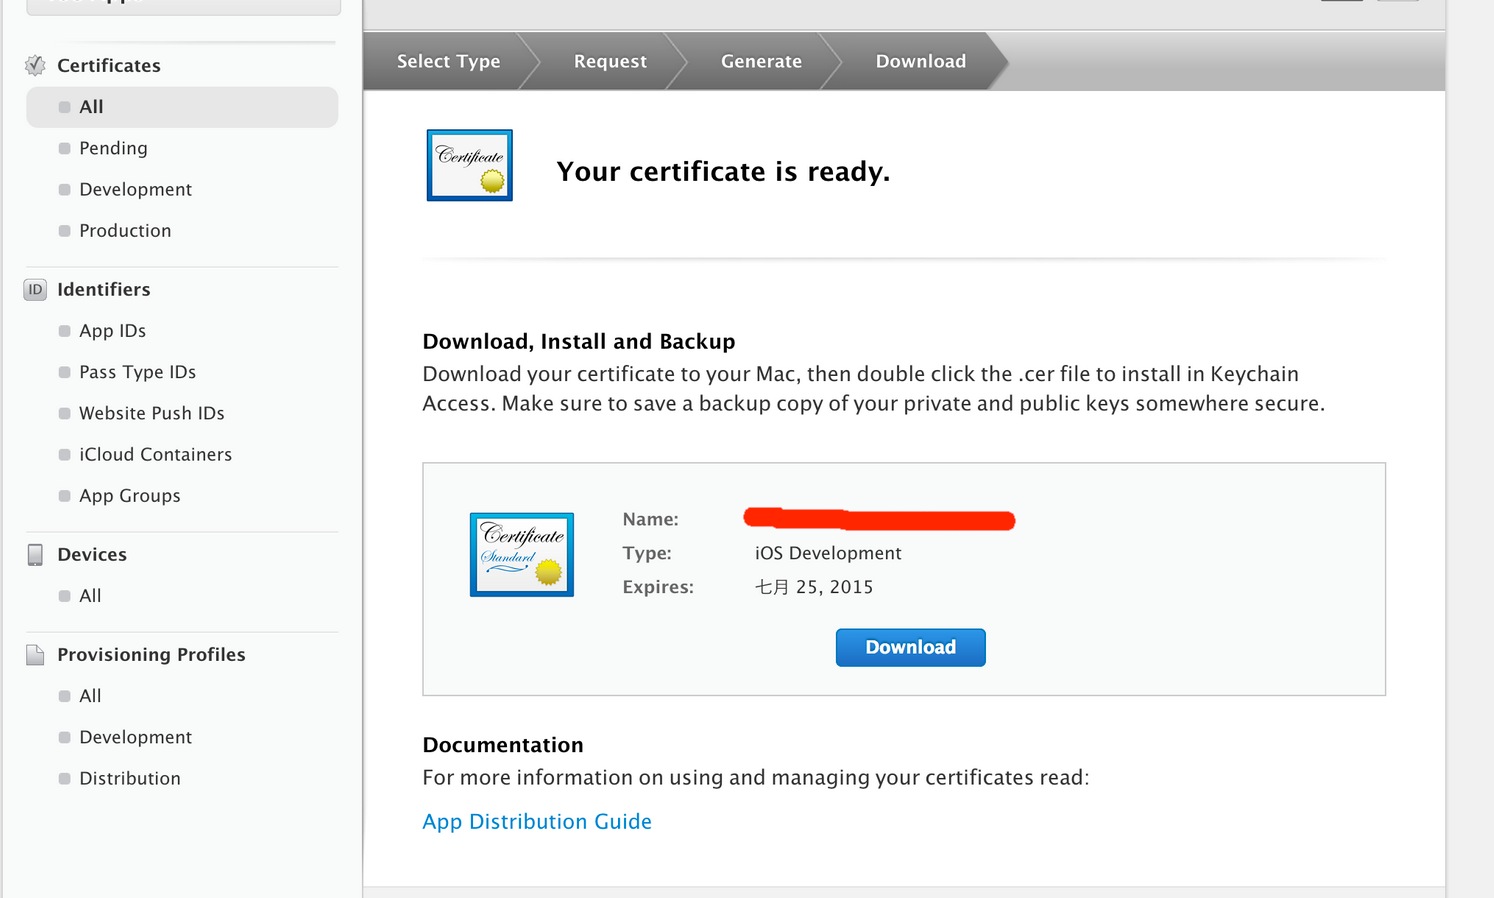 Certificates
All
Pending
Development
Production
ID Identifiers
App IDs
Pass Type IDs
Website Push IDs
iCloud Containers
App Groups
Devices
All
Provisioning Profiles
All
Development
Distribution
Select Type Request Generate Download
Certificate
Your certificate is ready.
Download, Install and Backup
Download your certificate to your Mac, then double click the .cer file to install in Keychain
Access. Make sure to save a backup copy of your private and public keys somewhere secure.
Certificate
Standard
Name:
Type: iOS Development
Expires: 七月 25, 2015
Download
Documentation
For more information on using and managing your certificates read:
App Distribution Guide